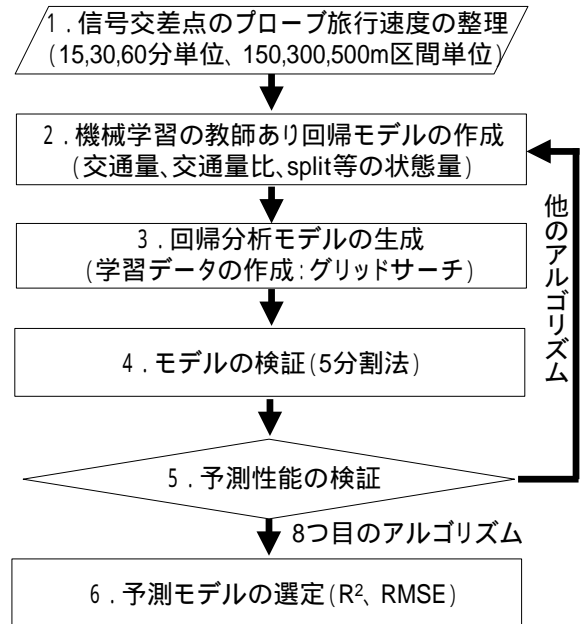 1．信号交差点のプローブ旅行速度の整理
(15,30,60分単位、150,300,500m区間単位)
2．機械学習の教師あり回帰モデルの作成
(交通量、交通量比、split等の状態量)
3．回帰分析モデルの生成
(学習データの作成：グリッドサーチ)
4．モデルの検証(5分割法)
5．予測性能の検証
他のアルゴリズム
8つ目のアルゴリズム
6．予測モデルの選定(R²、RMSE)